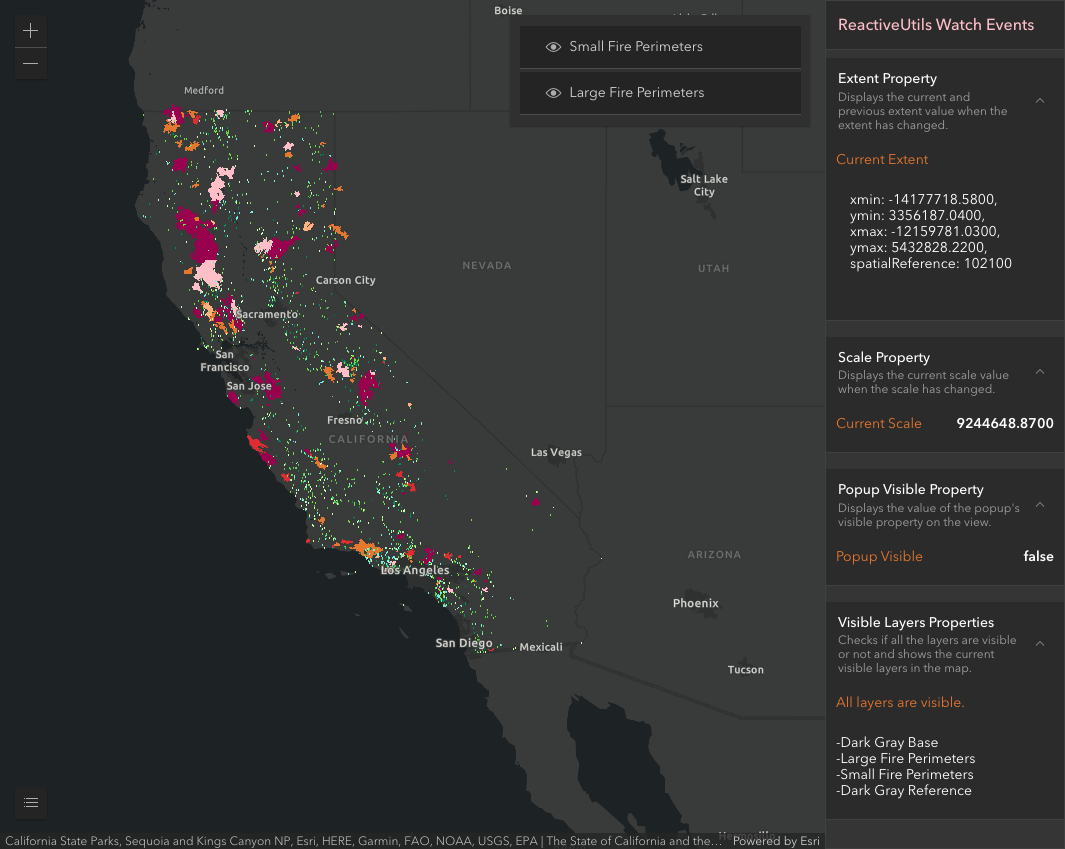 Boise
Small Fire Perimeters
Large Fire Perimeters
Medford
Salt Lake
City
NEVADA
UTAH
Carson City
Sacramento
San
Francisco
San Jose
Fresno
CALIFORNIA
Las Vegas
ARIZONA
Los Angeles
Phoenix
San Diego
Mexicali
Tucson
California State Parks, Sequoia and Kings Canyon NP, Esri, HERE, Garmin, FAO, NOAA, USGS, EPA | The State of California and the... Powered by Esri
ReactiveUtils Watch Events
Extent Property
Displays the current and
previous extent value when the
extent has changed.
Current Extent
xmin: -14177718.5800,
ymin: 3356187.0400,
xmax: -12159781.0300,
ymax: 5432828.2200,
spatialReference: 102100
Scale Property
Displays the current scale value
when the scale has changed.
Current Scale 9244648.8700
Popup Visible Property
Displays the value of the popup's
visible property on the view.
Popup Visible false
Visible Layers Properties
Checks if all the layers are visible
or not and shows the current
visible layers in the map.
All layers are visible.
-Dark Gray Base
-Large Fire Perimeters
-Small Fire Perimeters
-Dark Gray Reference